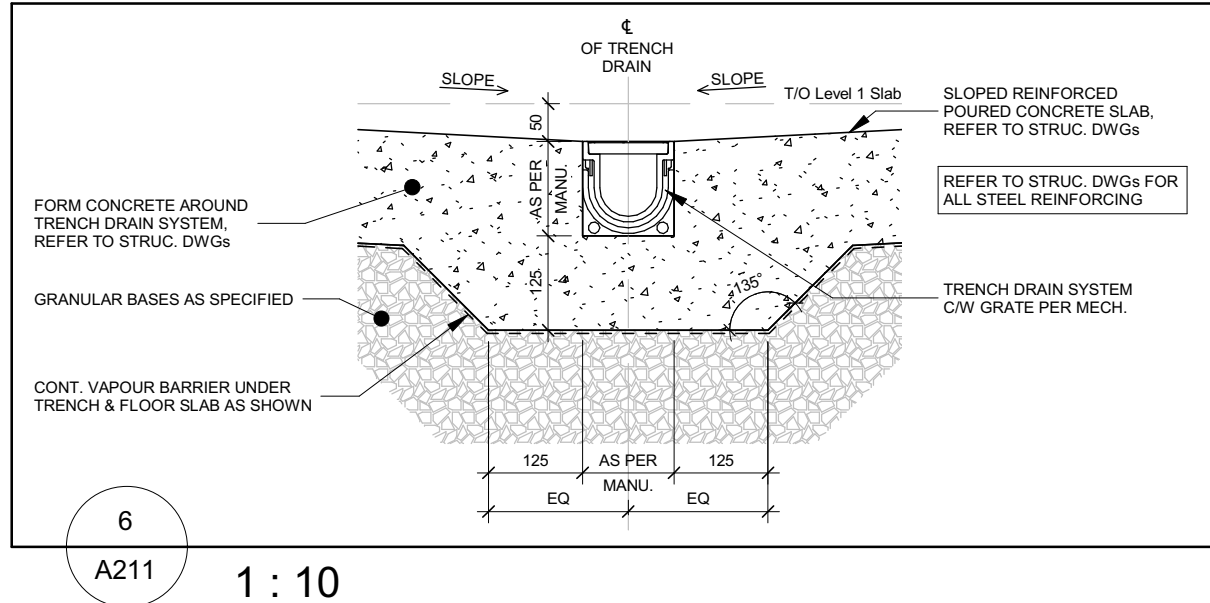 ℄
OF TRENCH
DRAIN
SLOPE
SLOPE
T/O Level 1 Slab
SLOPED REINFORCED
POURED CONCRETE SLAB,
REFER TO STRUC. DWGs
50
REFER TO STRUC. DWGs FOR
ALL STEEL REINFORCING
AS PER
MANU.
FORM CONCRETE AROUND
TRENCH DRAIN SYSTEM,
REFER TO STRUC. DWGs
125
135°
GRANULAR BASES AS SPECIFIED
TRENCH DRAIN SYSTEM
C/W GRATE PER MECH.
CONT. VAPOUR BARRIER UNDER
TRENCH & FLOOR SLAB AS SHOWN
125
AS PER
MANU.
125
EQ
EQ
6
A211
1 : 10